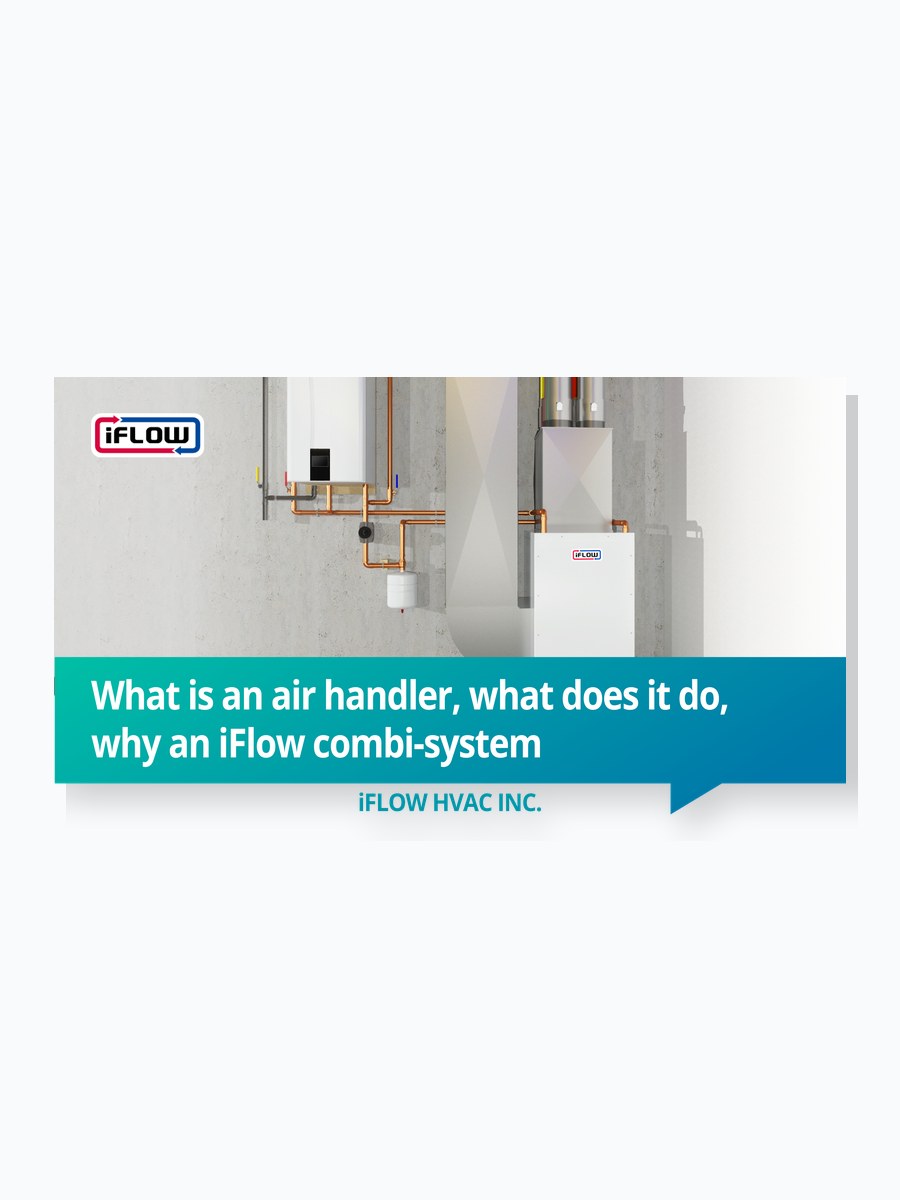 iFLOW
iFLOW
What is an air handler, what does it do,
why an iFlow combi-system
iFLOW HVAC INC.